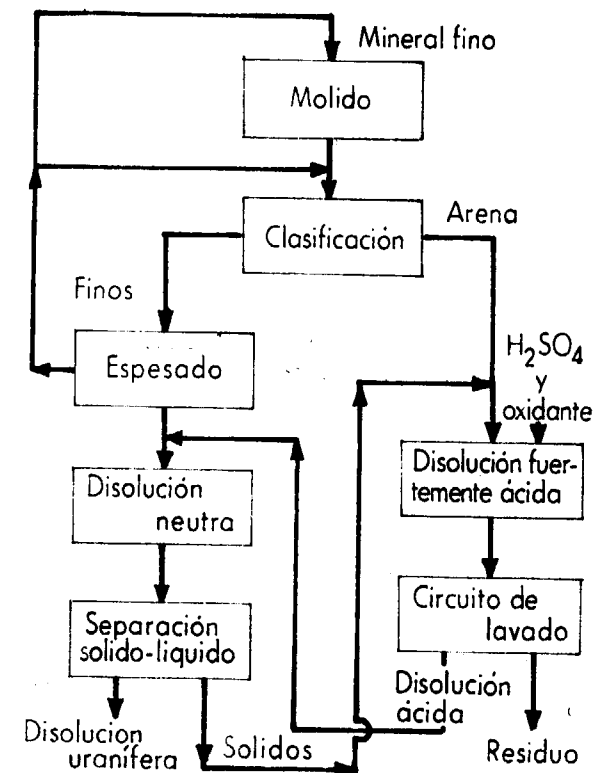 Mineral fino
Molido
Arena
Clasificación
Finos
Espesado
H₂SO₄
y
oxidante
Disolución fuer-
temente ácida
Disolución
neutra
Circuito de
lavado
Separación
solido-liquido
Disolución
ácida
Disolucion
uranífera
Solidos
Residuo